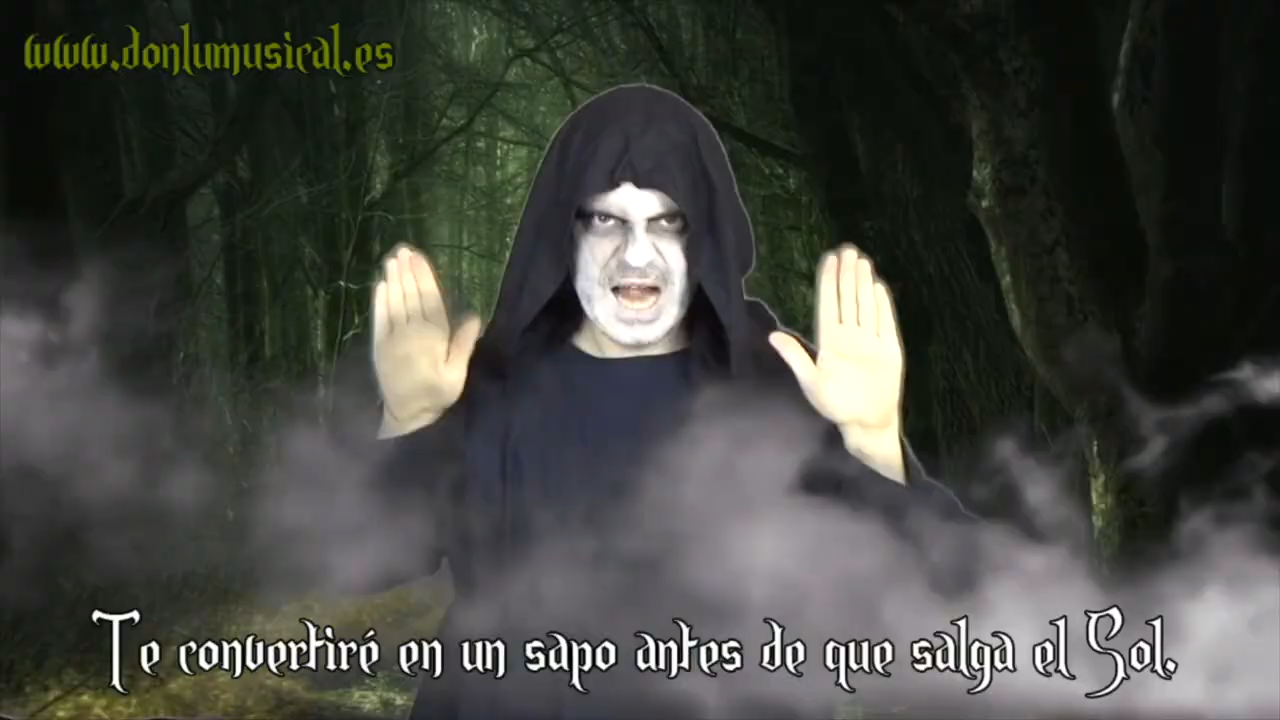 www.donlumusical.es
Te convertiré en un sapo antes de que salga el Sol.